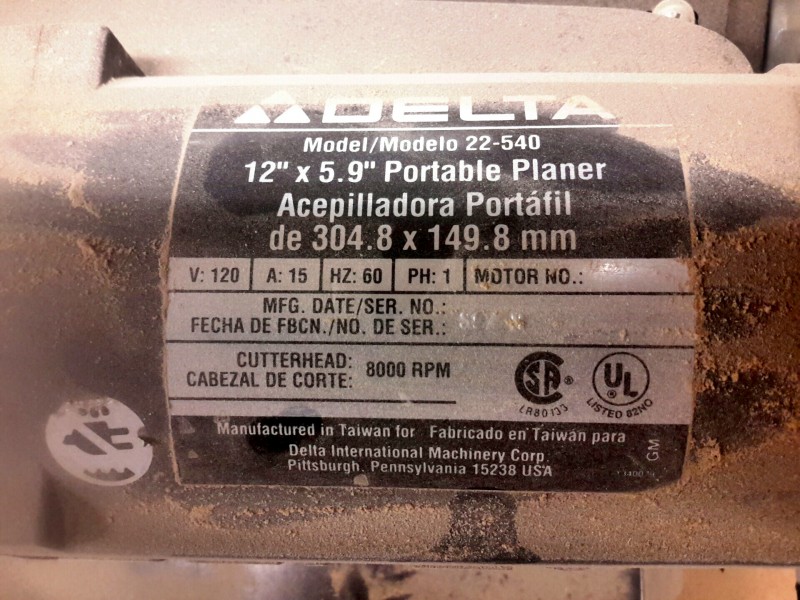 DELTA
Model/Modelo 22-540
12" x 5.9" Portable Planer
Acepilladora Portáfil
de 304.8 x 149.8 mm
V: 120 A: 15 HZ: 60 PH: 1 MOTOR NO.:
MFG. DATE/SER. NO.:
FECHA DE FBCN./NO. DE SER.:
CUTTERHEAD: 8000 RPM
CABEZAL DE CORTE:
SA ®
LR80133
UL ®
LISTED 82NO
Manufactured in Taiwan for Fabricado en Taiwán para
Delta International Machinery Corp.
Pittsburgh, Pennsylvania 15238 USA
GM